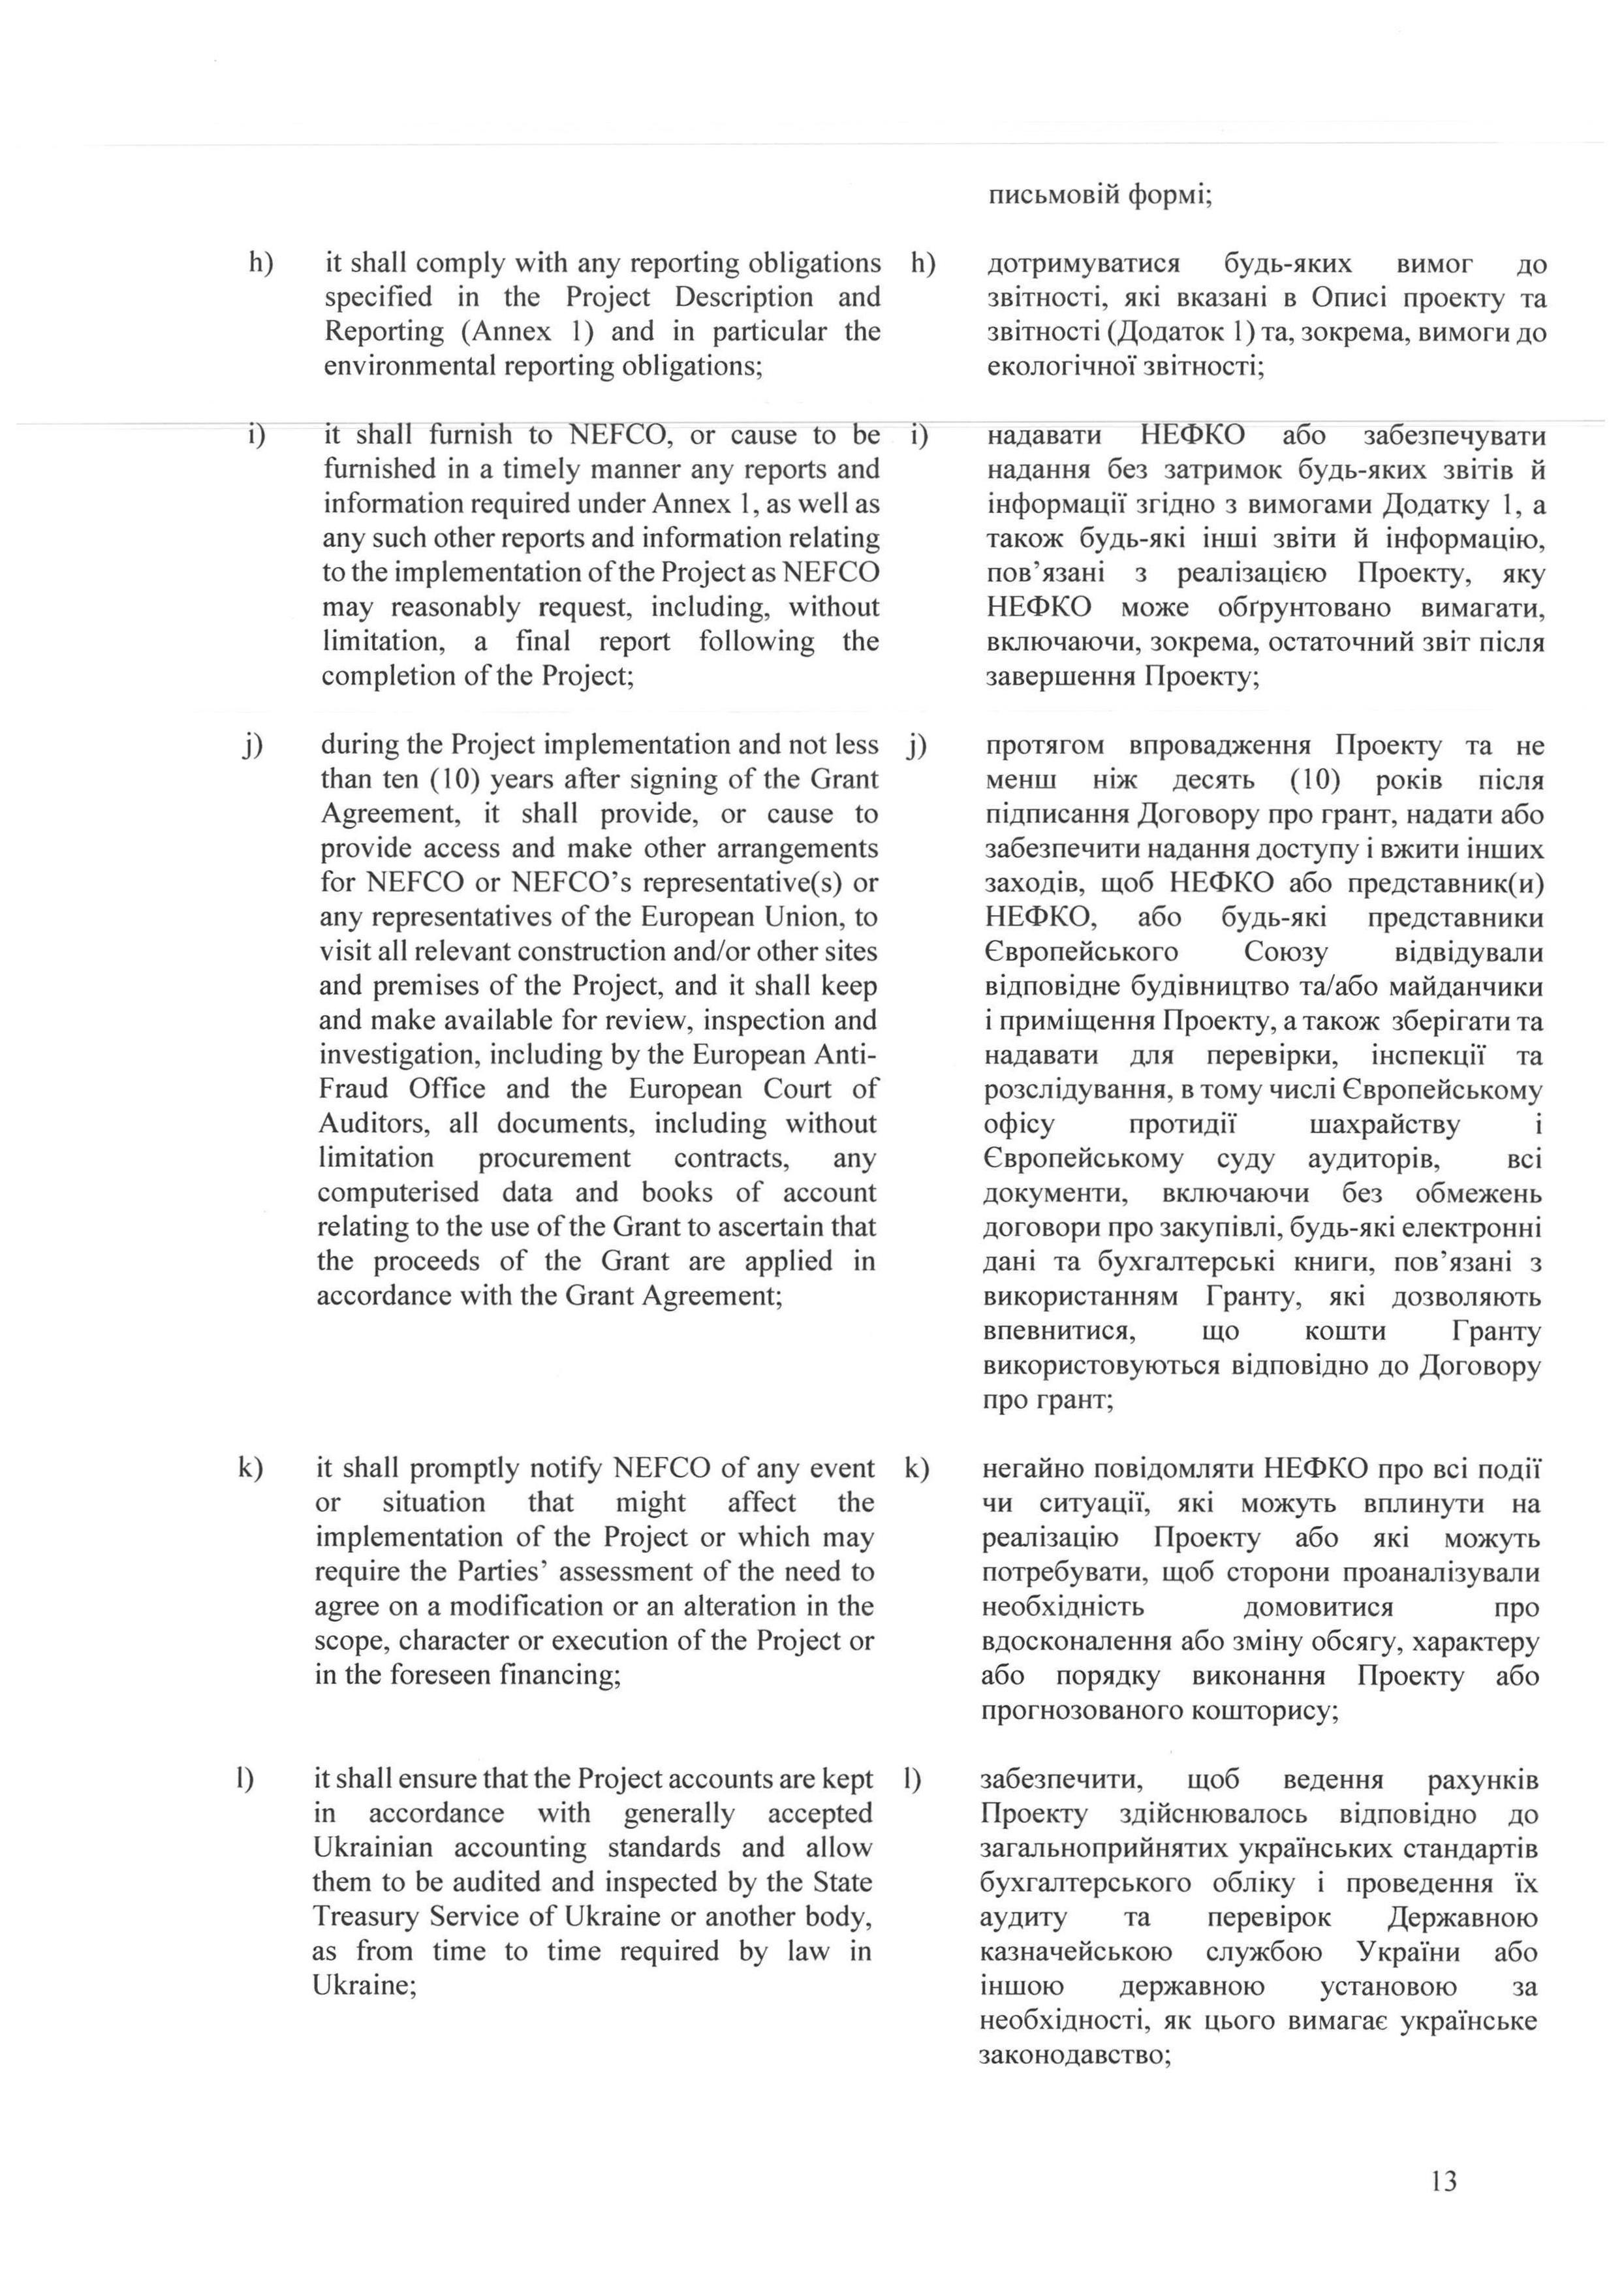 письмовій формі;
h)
it shall comply with any reporting obligations
specified in the Project Description and
Reporting (Annex 1) and in particular the
environmental reporting obligations;
h)
дотримуватися будь-яких вимог до
звітності, які вказані в Описі проекту та
звітності (Додаток 1) та, зокрема, вимоги до
екологічної звітності;
i)
it shall furnish to NEFCO, or cause to be
furnished in a timely manner any reports and
information required under Annex 1, as well as
any such other reports and information relating
to the implementation of the Project as NEFCO
may reasonably request, including, without
limitation, a final report following the
completion of the Project;
i)
надавати НЕФКО або забезпечувати
надання без затримок будь-яких звітів й
інформації згідно з вимогами Додатку 1, а
також будь-які інші звіти й інформацію,
пов’язані з реалізацією Проекту, яку
НЕФКО може обґрунтовано вимагати,
включаючи, зокрема, остаточний звіт після
завершення Проекту;
j)
during the Project implementation and not less
than ten (10) years after signing of the Grant
Agreement, it shall provide, or cause to
provide access and make other arrangements
for NEFCO or NEFCO’s representative(s) or
any representatives of the European Union, to
visit all relevant construction and/or other sites
and premises of the Project, and it shall keep
and make available for review, inspection and
investigation, including by the European Anti-
Fraud Office and the European Court of
Auditors, all documents, including without
limitation procurement contracts, any
computerised data and books of account
relating to the use of the Grant to ascertain that
the proceeds of the Grant are applied in
accordance with the Grant Agreement;
j)
протягом впровадження Проекту та не
менш ніж десять (10) років після
підписання Договору про грант, надати або
забезпечити надання доступу і вжити інших
заходів, щоб НЕФКО або представник(и)
НЕФКО, або будь-які представники
Європейського Союзу відвідували
відповідне будівництво та/або майданчики
і приміщення Проекту, а також зберігати та
надавати для перевірки, інспекції та
розслідування, в тому числі Європейському
офісу протидії шахрайству і
Європейському суду аудиторів, всі
документи, включаючи без обмежень
договори про закупівлі, будь-які електронні
дані та бухгалтерські книги, пов’язані з
використанням Гранту, які дозволяють
впевнитися, що кошти Гранту
використовуються відповідно до Договору
про грант;
k)
it shall promptly notify NEFCO of any event
or situation that might affect the
implementation of the Project or which may
require the Parties’ assessment of the need to
agree on a modification or an alteration in the
scope, character or execution of the Project or
in the foreseen financing;
k)
негайно повідомляти НЕФКО про всі події
чи ситуації, які можуть вплинути на
реалізацію Проекту або які можуть
потребувати, щоб сторони проаналізували
необхідність домовитися про
вдосконалення або зміну обсягу, характеру
або порядку виконання Проекту або
прогнозованого кошторису;
l)
it shall ensure that the Project accounts are kept
in accordance with generally accepted
Ukrainian accounting standards and allow
them to be audited and inspected by the State
Treasury Service of Ukraine or another body,
as from time to time required by law in
Ukraine;
l)
забезпечити, щоб ведення рахунків
Проекту здійснювалось відповідно до
загальноприйнятих українських стандартів
бухгалтерського обліку і проведення їх
аудиту та перевірок Державною
казначейською службою України або
іншою державною установою за
необхідності, як цього вимагає українське
законодавство;
13